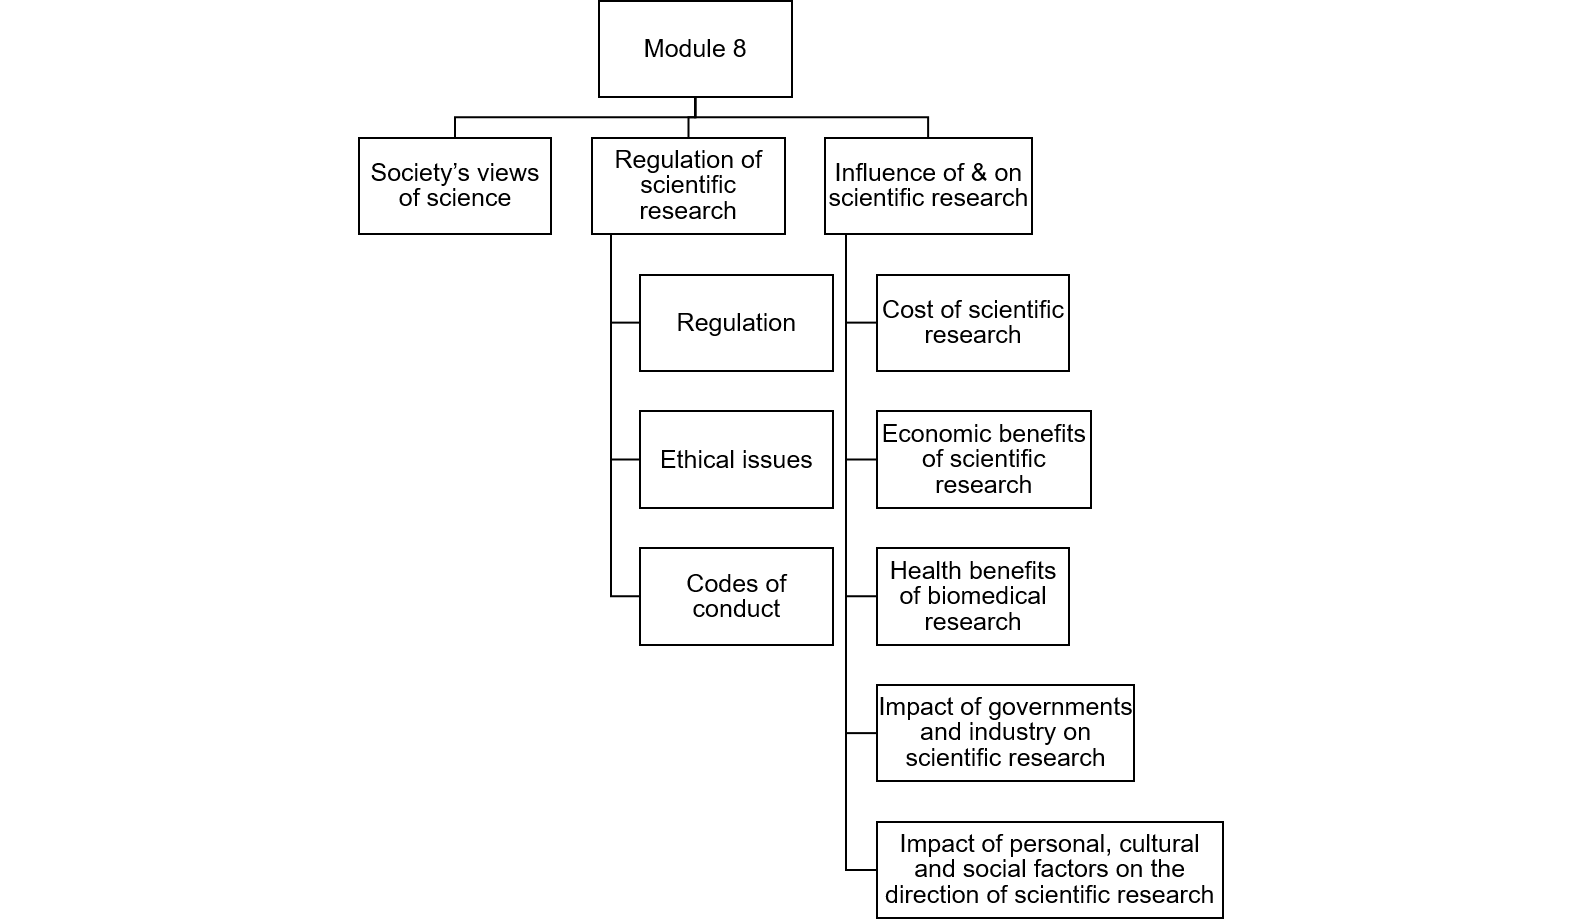 Module 8
Society’s views
of science
Regulation of
scientific
research
Influence of & on
scientific research
Regulation
Ethical issues
Codes of
conduct
Cost of scientific
research
Economic benefits
of scientific
research
Health benefits
of biomedical
research
Impact of governments
and industry on
scientific research
Impact of personal, cultural
and social factors on the
direction of scientific research